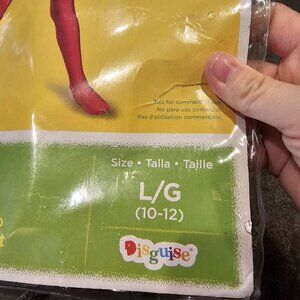 Not for commercial use.
No para uso comercial.
Pas d'utilisation commerciale.
Size • Talla • Taille
L/G
(10-12)
Disguise®